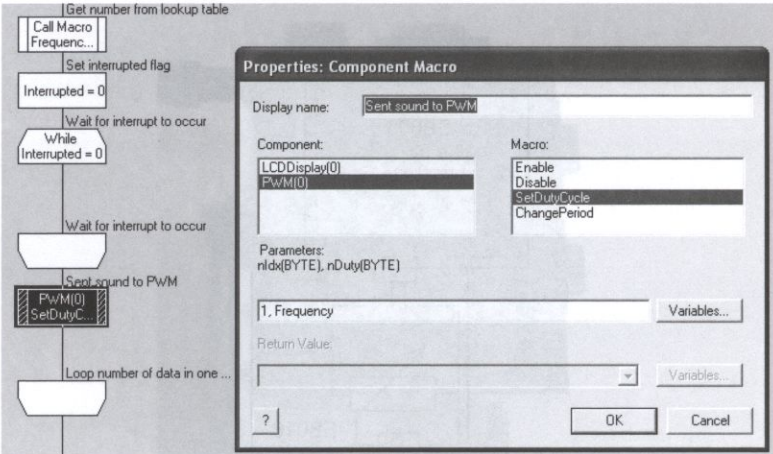 Get number from lookup table
Call Macro
Frequenc...
Set interrupted flag
Interrupted = 0
Wait for interrupt to occur
While
Interrupted = 0
Wait for interrupt to occur
Sent sound to PWM
PWM(0)
SetDutyC...
Loop number of data in one ...
Properties: Component Macro
Display name:
Sent sound to PWM
Component:
LCDDisplay(0)
PWM(0)
Macro:
Enable
Disable
SetDutyCycle
ChangePeriod
Parameters:
nIdx(BYTE), nDuty(BYTE)
1, Frequency
Variables...
Return Value:
Variables...
?
OK
Cancel